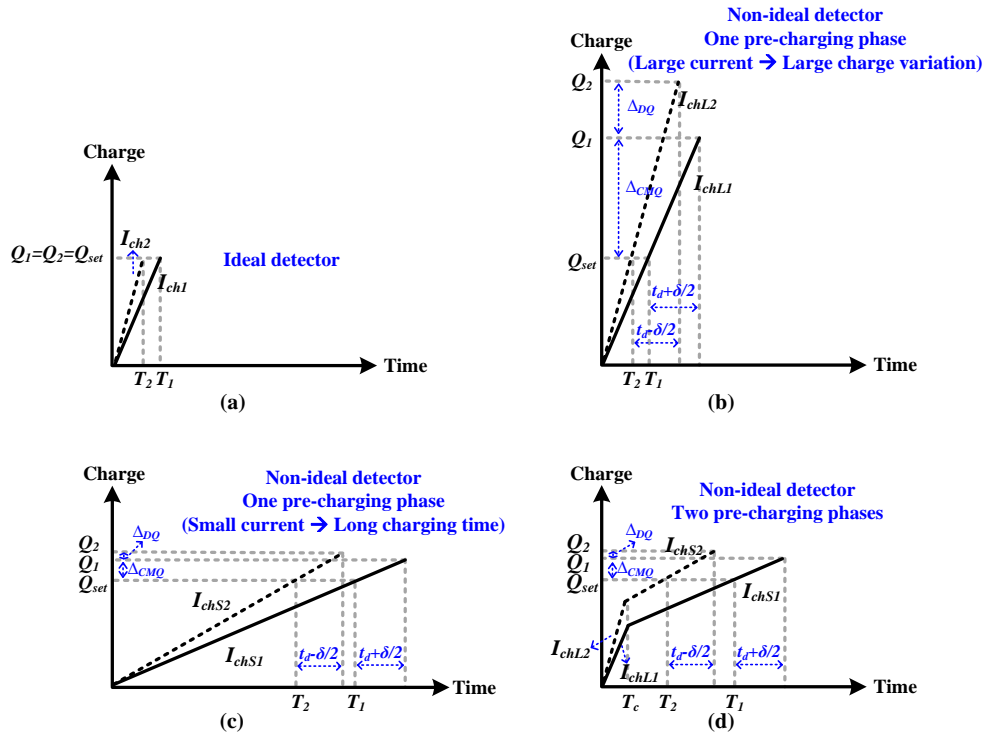 Charge
Q1=Q2=Qset
Ich2
Ich1
Ideal detector
Time
T2 T1
(a)
Non-ideal detector
One pre-charging phase
(Large current → Large charge variation)
Charge
Q2
ΔDQ
IchL2
Q1
ΔCMQ
IchL1
Qset
td+δ/2
td-δ/2
Time
T2 T1
(b)
Non-ideal detector
One pre-charging phase
(Small current → Long charging time)
Charge
ΔDQ
Q2
Q1
ΔCMQ
Qset
IchS2
IchS1
td-δ/2
td+δ/2
Time
T2
T1
(c)
Non-ideal detector
Two pre-charging phases
Charge
ΔDQ
Q2
IchS2
Q1
ΔCMQ
Qset
IchS1
IchL2
td-δ/2
td+δ/2
IchL1
Time
Tc
T2
T1
(d)